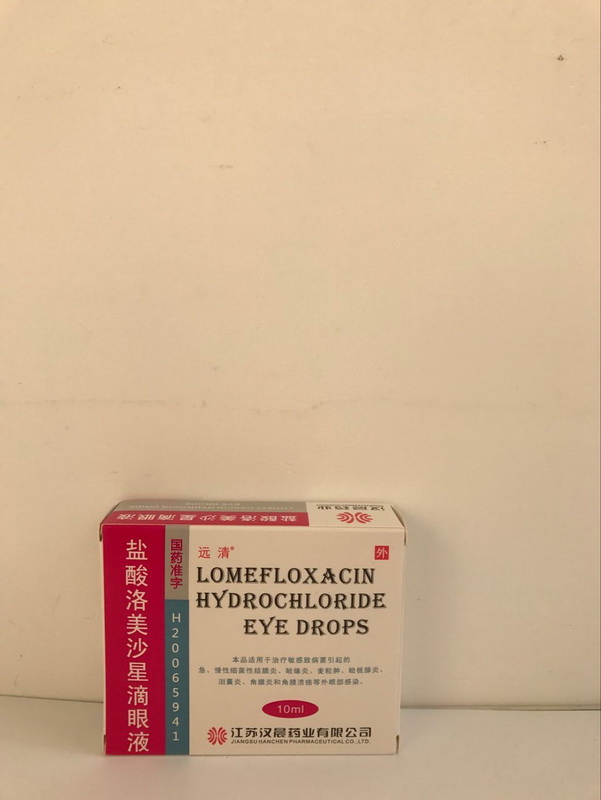 盐酸洛美沙星滴眼液
汉晨药业
盐酸洛美沙星滴眼液
国药准字
H20065941
远清®
外
LOMEFLOXACIN
HYDROCHLORIDE
EYE DROPS
本品适用于治疗敏感致病菌引起的
急、慢性细菌性结膜炎、睑缘炎、麦粒肿、睑板腺炎、
泪囊炎、角膜炎和角膜溃疡等外眼部感染。
10ml
江苏汉晨药业有限公司
JIANGSU HANCHEN PHARMACEUTICAL CO.,LTD.